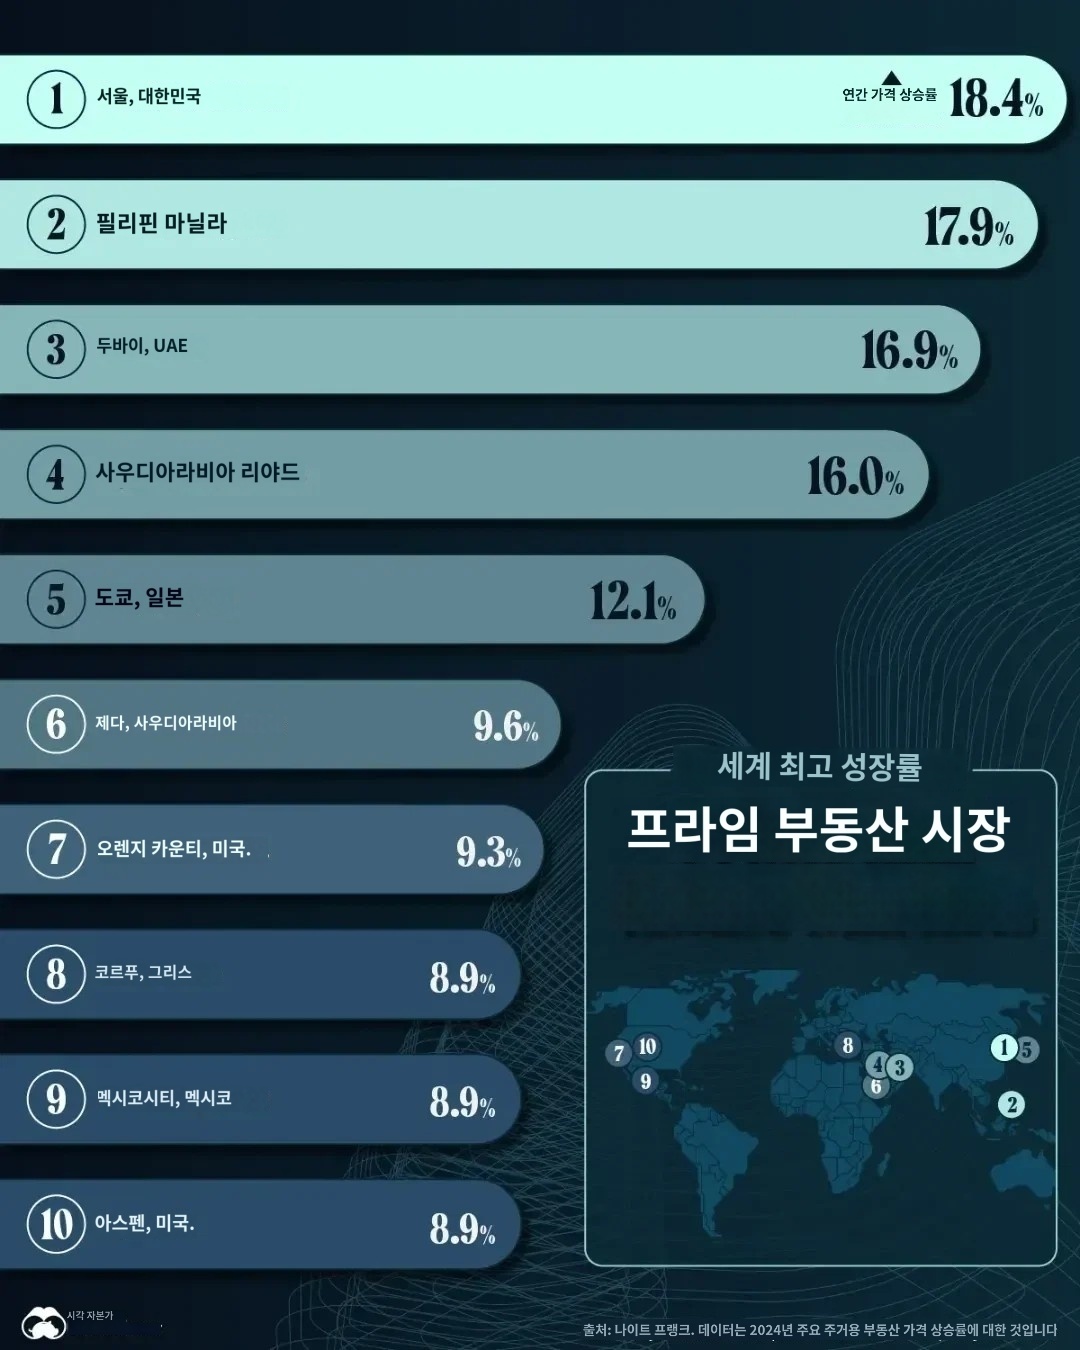 1 서울, 대한민국 ▲ 연간 가격 상승률 18.4%
2 필리핀 마닐라 17.9%
3 두바이, UAE 16.9%
4 사우디아라비아 리야드 16.0%
5 도쿄, 일본 12.1%
6 제다, 사우디아라비아 9.6%
7 오렌지 카운티, 미국. 9.3%
8 코르푸, 그리스 8.9%
9 멕시코시티, 멕시코 8.9%
10 아스펜, 미국. 8.9%
세계 최고 성장률
프라임 부동산 시장
7 10 8 1 5
9 4 3
6 2
시각 자본가
출처: 나이트 프랭크. 데이터는 2024년 주요 주거용 부동산 가격 상승률에 대한 것입니다